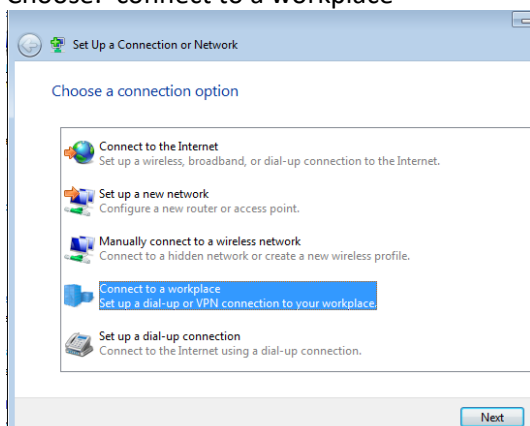 Choose: connect to a workplace
Set Up a Connection or Network
Choose a connection option
Connect to the Internet
Set up a wireless, broadband, or dial-up connection to the Internet.
Set up a new network
Configure a new router or access point.
Manually connect to a wireless network
Connect to a hidden network or create a new wireless profile.
Connect to a workplace
Set up a dial-up or VPN connection to your workplace.
Set up a dial-up connection
Connect to the Internet using a dial-up connection.
Next